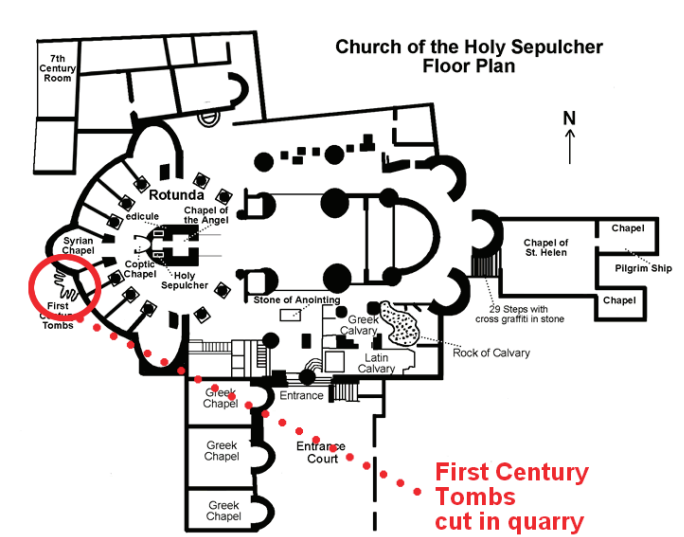 Church of the Holy Sepulcher
Floor Plan
7th
Century
Room
N
Rotunda
Chapel of
the Angel
edicule
Syrian
Chapel
Coptic
Chapel
Holy
Sepulcher
First
Century
Tombs
Stone of Anointing
Greek
Calvary
Latin
Calvary
Rock of Calvary
Chapel of
St. Helen
Chapel
Pilgrim Ship
Chapel
29 Steps with
cross graffiti in stone
Entrance
Greek
Chapel
Greek
Chapel
Greek
Chapel
Entrance
Court
First Century
Tombs
cut in quarry